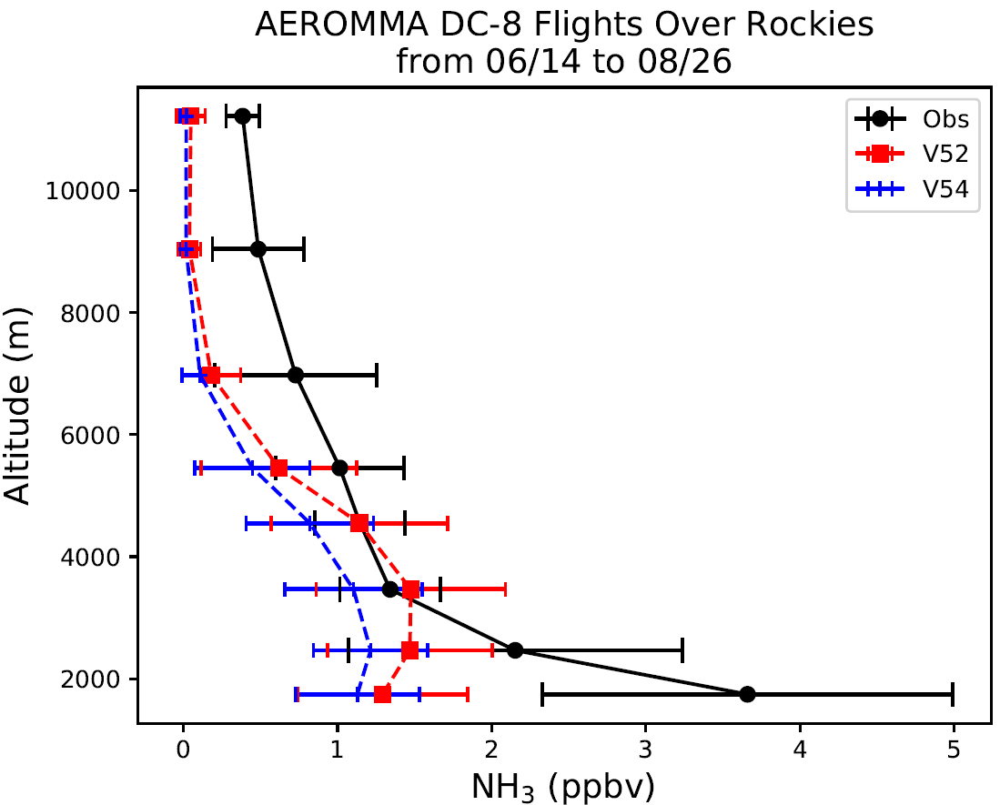 AEROMMA DC-8 Flights Over Rockies
from 06/14 to 08/26
Obs
V52
V54
10000
8000
6000
4000
2000
Altitude (m)
0 1 2 3 4 5
NH₃ (ppbv)